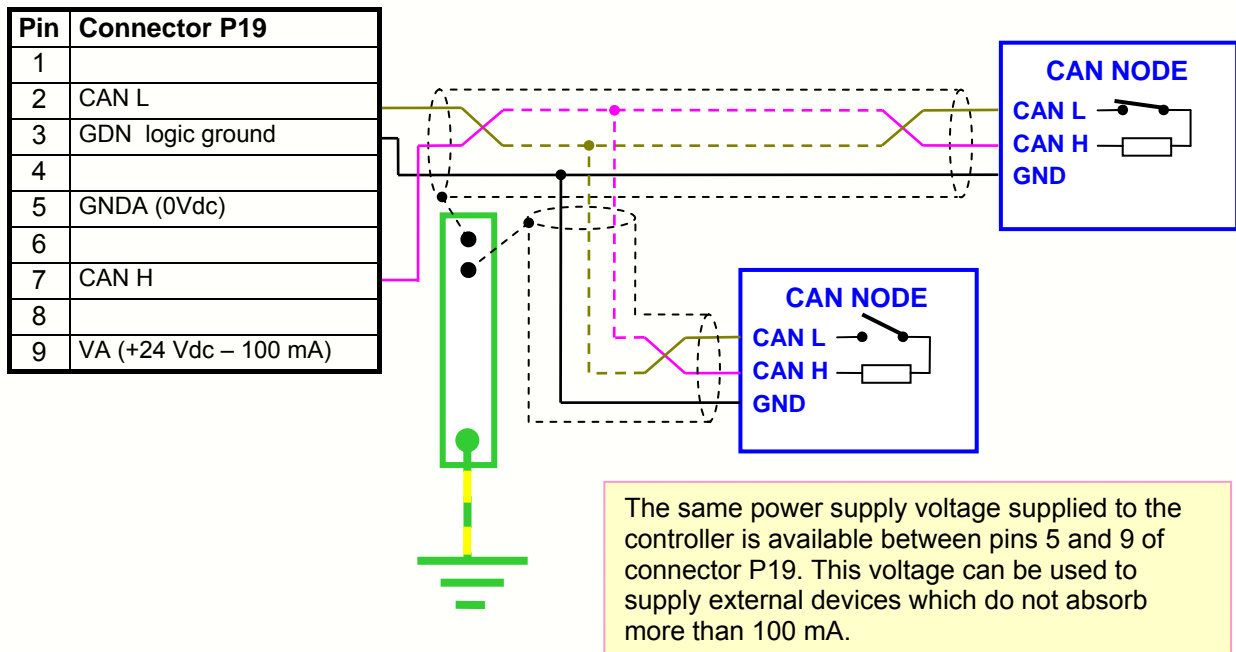 Pin Connector P19
1
2 CAN L
3 GDN logic ground
4
5 GNDA (0Vdc)
6
7 CAN H
8
9 VA (+24 Vdc – 100 mA)
CAN NODE
CAN L
CAN H
GND
CAN NODE
CAN L
CAN H
GND
The same power supply voltage supplied to the
controller is available between pins 5 and 9 of
connector P19. This voltage can be used to
supply external devices which do not absorb
more than 100 mA.